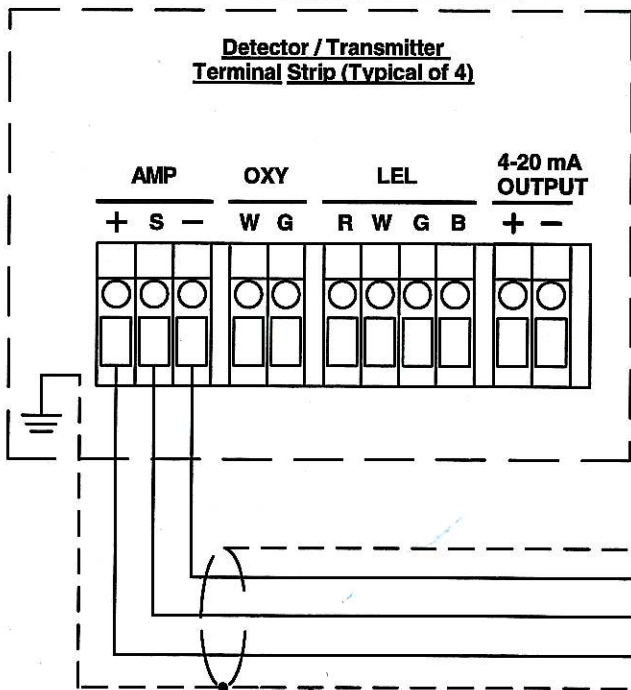 Detector / Transmitter
Terminal Strip (Typical of 4)
AMP OXY LEL 4-20 mA
OUTPUT
+ S − W G R W G B + −